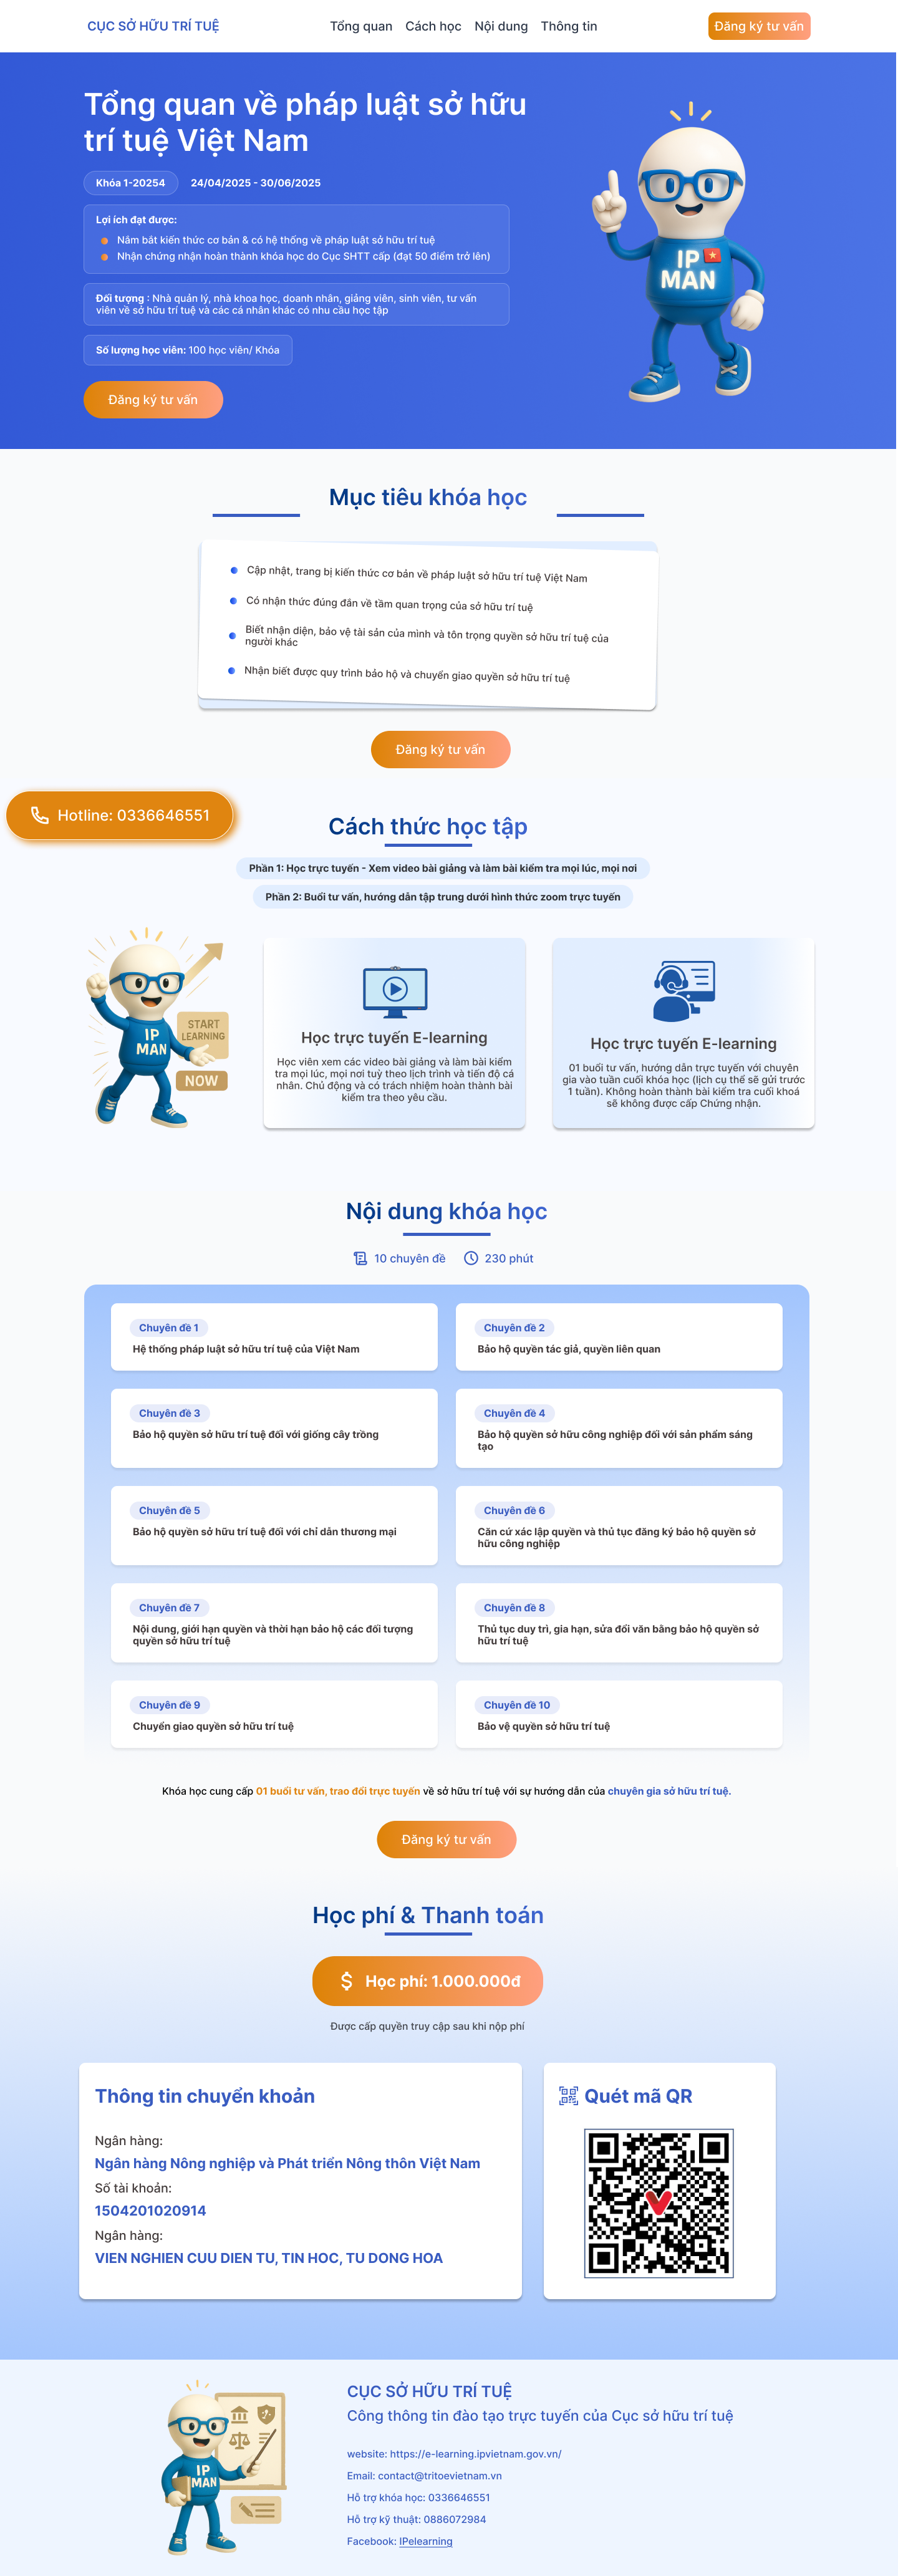 CỤC SỞ HỮU TRÍ TUỆ
Tổng quan Cách học Nội dung Thông tin
Đăng ký tư vấn
Tổng quan về pháp luật sở hữu
trí tuệ Việt Nam
Khóa 1-20254 24/04/2025 - 30/06/2025
Lợi ích đạt được:
Nắm bắt kiến thức cơ bản & có hệ thống về pháp luật sở hữu trí tuệ
Nhận chứng nhận hoàn thành khóa học do Cục SHTT cấp (đạt 50 điểm trở lên)
Đối tượng : Nhà quản lý, nhà khoa học, doanh nhân, giảng viên, sinh viên, tư vấn
viên về sở hữu trí tuệ và các cá nhân khác có nhu cầu học tập
Số lượng học viên: 100 học viên/ Khóa
Đăng ký tư vấn
IP
MAN
Mục tiêu khóa học
Cập nhật, trang bị kiến thức cơ bản về pháp luật sở hữu trí tuệ Việt Nam
Có nhận thức đúng đắn về tầm quan trọng của sở hữu trí tuệ
Biết nhận diện, bảo vệ tài sản của mình và tôn trọng quyền sở hữu trí tuệ của
người khác
Nhận biết được quy trình bảo hộ và chuyển giao quyền sở hữu trí tuệ
Đăng ký tư vấn
Hotline: 0336646551
Cách thức học tập
Phần 1: Học trực tuyến - Xem video bài giảng và làm bài kiểm tra mọi lúc, mọi nơi
Phần 2: Buổi tư vấn, hướng dẫn tập trung dưới hình thức zoom trực tuyến
IP
MAN
START
LEARNING
NOW
Học trực tuyến E-learning
Học viên xem các video bài giảng và làm bài kiểm
tra mọi lúc, mọi nơi tuỳ theo lịch trình và tiến độ cá
nhân. Chủ động và có trách nhiệm hoàn thành bài
kiểm tra theo yêu cầu.
Học trực tuyến E-learning
01 buổi tư vấn, hướng dẫn trực tuyến với chuyên
gia vào tuần cuối khóa học (lịch cụ thể sẽ gửi trước
1 tuần). Không hoàn thành bài kiểm tra cuối khoá
sẽ không được cấp Chứng nhận.
Nội dung khóa học
10 chuyên đề 230 phút
Chuyên đề 1
Hệ thống pháp luật sở hữu trí tuệ của Việt Nam
Chuyên đề 2
Bảo hộ quyền tác giả, quyền liên quan
Chuyên đề 3
Bảo hộ quyền sở hữu trí tuệ đối với giống cây trồng
Chuyên đề 4
Bảo hộ quyền sở hữu công nghiệp đối với sản phẩm sáng
tạo
Chuyên đề 5
Bảo hộ quyền sở hữu trí tuệ đối với chỉ dẫn thương mại
Chuyên đề 6
Căn cứ xác lập quyền và thủ tục đăng ký bảo hộ quyền sở
hữu công nghiệp
Chuyên đề 7
Nội dung, giới hạn quyền và thời hạn bảo hộ các đối tượng
quyền sở hữu trí tuệ
Chuyên đề 8
Thủ tục duy trì, gia hạn, sửa đổi văn bằng bảo hộ quyền sở
hữu trí tuệ
Chuyên đề 9
Chuyển giao quyền sở hữu trí tuệ
Chuyên đề 10
Bảo vệ quyền sở hữu trí tuệ
Khóa học cung cấp 01 buổi tư vấn, trao đổi trực tuyến về sở hữu trí tuệ với sự hướng dẫn của chuyên gia sở hữu trí tuệ.
Đăng ký tư vấn
Học phí & Thanh toán
Học phí: 1.000.000đ
Được cấp quyền truy cập sau khi nộp phí
Thông tin chuyển khoản
Ngân hàng:
Ngân hàng Nông nghiệp và Phát triển Nông thôn Việt Nam
Số tài khoản:
1504201020914
Ngân hàng:
VIEN NGHIEN CUU DIEN TU, TIN HOC, TU DONG HOA
Quét mã QR
IP
MAN
CỤC SỞ HỮU TRÍ TUỆ
Công thông tin đào tạo trực tuyến của Cục sở hữu trí tuệ
website: https://e-learning.ipvietnam.gov.vn/
Email: contact@tritoevietnam.vn
Hỗ trợ khóa học: 0336646551
Hỗ trợ kỹ thuật: 0886072984
Facebook: IPelearning